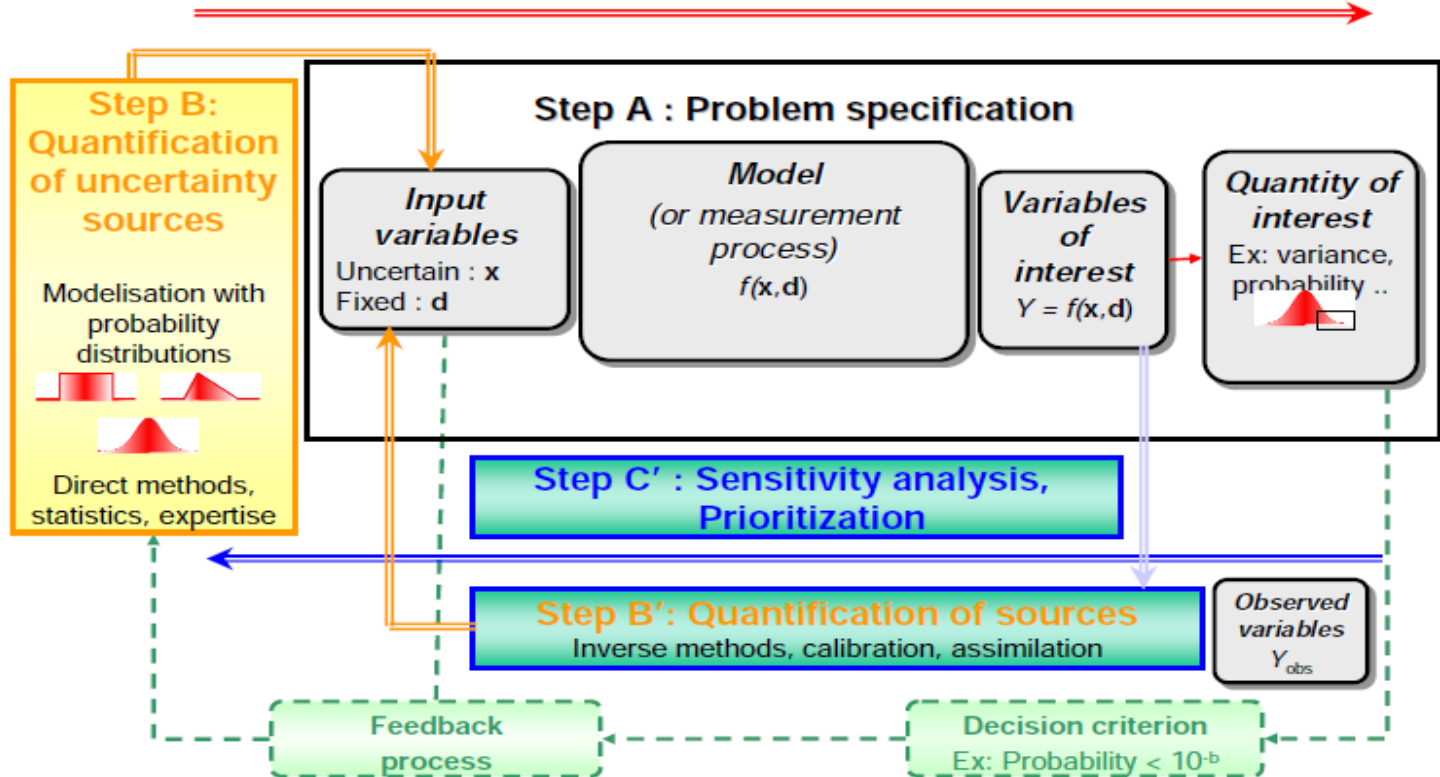 Step B:
Quantification
of uncertainty
sources
Modelisation with
probability
distributions
Direct methods,
statistics, expertise
Step A : Problem specification
Input
variables
Uncertain : x
Fixed : d
Model
(or measurement
process)
f(x,d)
Variables
of
interest
Y = f(x,d)
Quantity of
interest
Ex: variance,
probability ..
Step C′ : Sensitivity analysis,
Prioritization
Step B′: Quantification of sources
Inverse methods, calibration, assimilation
Observed
variables
Yobs
Feedback
process
Decision criterion
Ex: Probability < 10-b